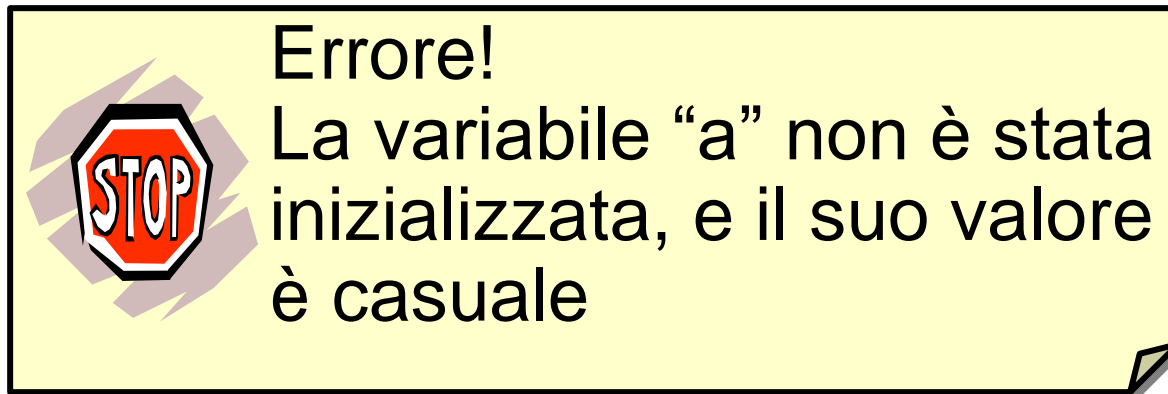 Errore!
La variabile “a” non è stata
inizializzata, e il suo valore
è casuale
STOP